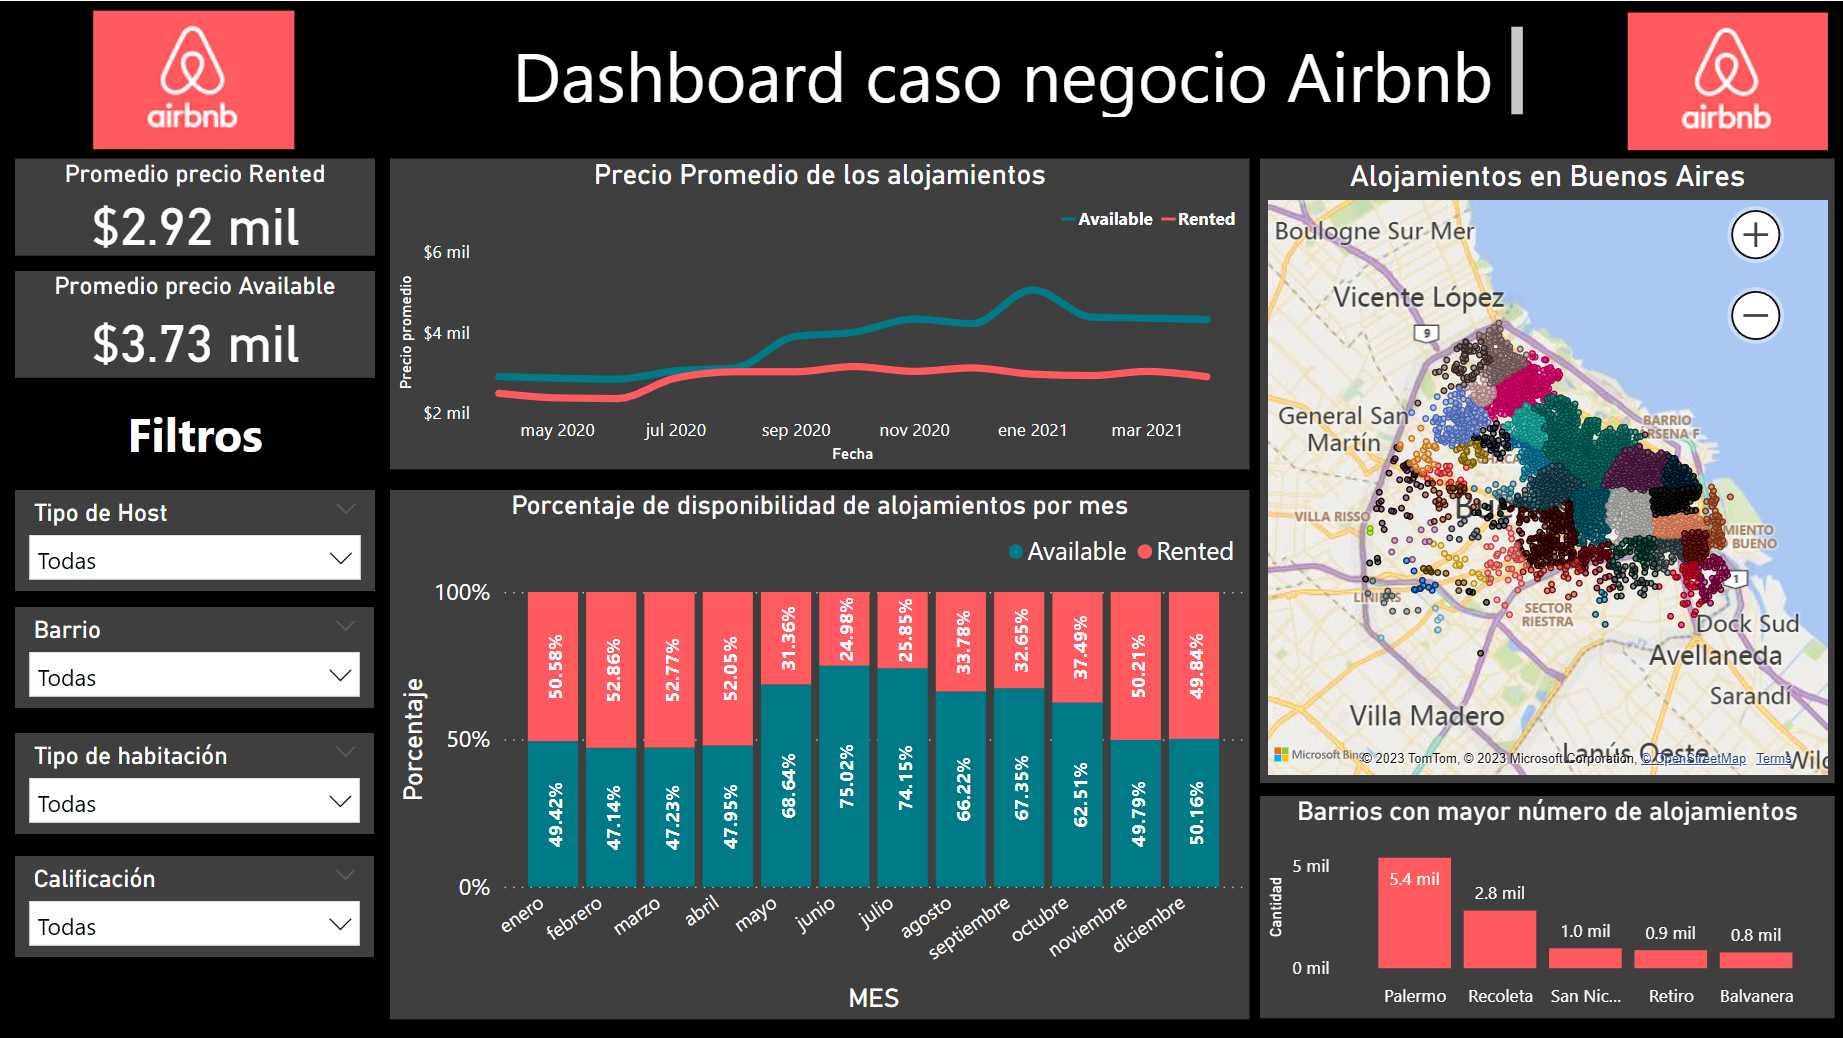 airbnb
Dashboard caso negocio Airbnb
airbnb
Promedio precio Rented
$2.92 mil
Promedio precio Available
$3.73 mil
Filtros
Tipo de Host
Todas
Barrio
Todas
Tipo de habitación
Todas
Calificación
Todas
Precio Promedio de los alojamientos
Available Rented
Precio promedio
$6 mil
$4 mil
$2 mil
may 2020 jul 2020 sep 2020 nov 2020 ene 2021 mar 2021
Fecha
Porcentaje de disponibilidad de alojamientos por mes
Available Rented
Porcentaje
100%
50%
0%
50.58% 52.86% 52.77% 52.05% 31.36% 24.98% 25.85% 33.78% 32.65% 37.49% 50.21% 49.84%
49.42% 47.14% 47.23% 47.95% 68.64% 75.02% 74.15% 66.22% 67.35% 62.51% 49.79% 50.16%
enero febrero marzo abril mayo junio julio agosto septiembre octubre noviembre diciembre
MES
Alojamientos en Buenos Aires
Boulogne Sur Mer
Vicente López
9
General San
Martín
BARRIO
VILLA RISSO
BUENO
1
SECTOR
RIESTRA
Dock Sud
Avellaneda
Sarandí
Villa Madero
Lanús Oeste
Microsoft Bing
© 2023 TomTom, © 2023 Microsoft Corporation, © OpenStreetMap Terms
Barrios con mayor número de alojamientos
Cantidad
5 mil
0 mil
5.4 mil 2.8 mil 1.0 mil 0.9 mil 0.8 mil
Palermo Recoleta San Nic... Retiro Balvanera